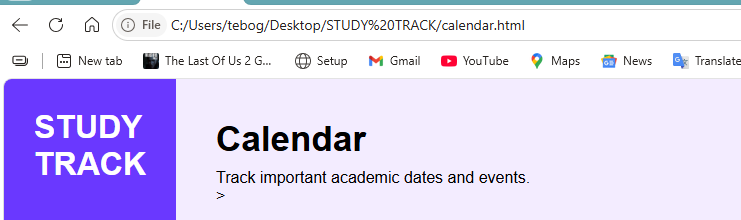 File C:/Users/tebog/Desktop/STUDY%20TRACK/calendar.html
New tab The Last Of Us 2 G... Setup Gmail YouTube Maps News Translate
STUDY
TRACK
Calendar
Track important academic dates and events.
>